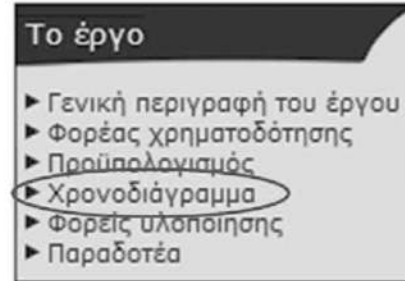 Το έργο
Γενική περιγραφή του έργου
Φορέας χρηματοδότησης
Προϋπολογισμός
Χρονοδιάγραμμα
Φορείς υλοποίησης
Παραδοτέα